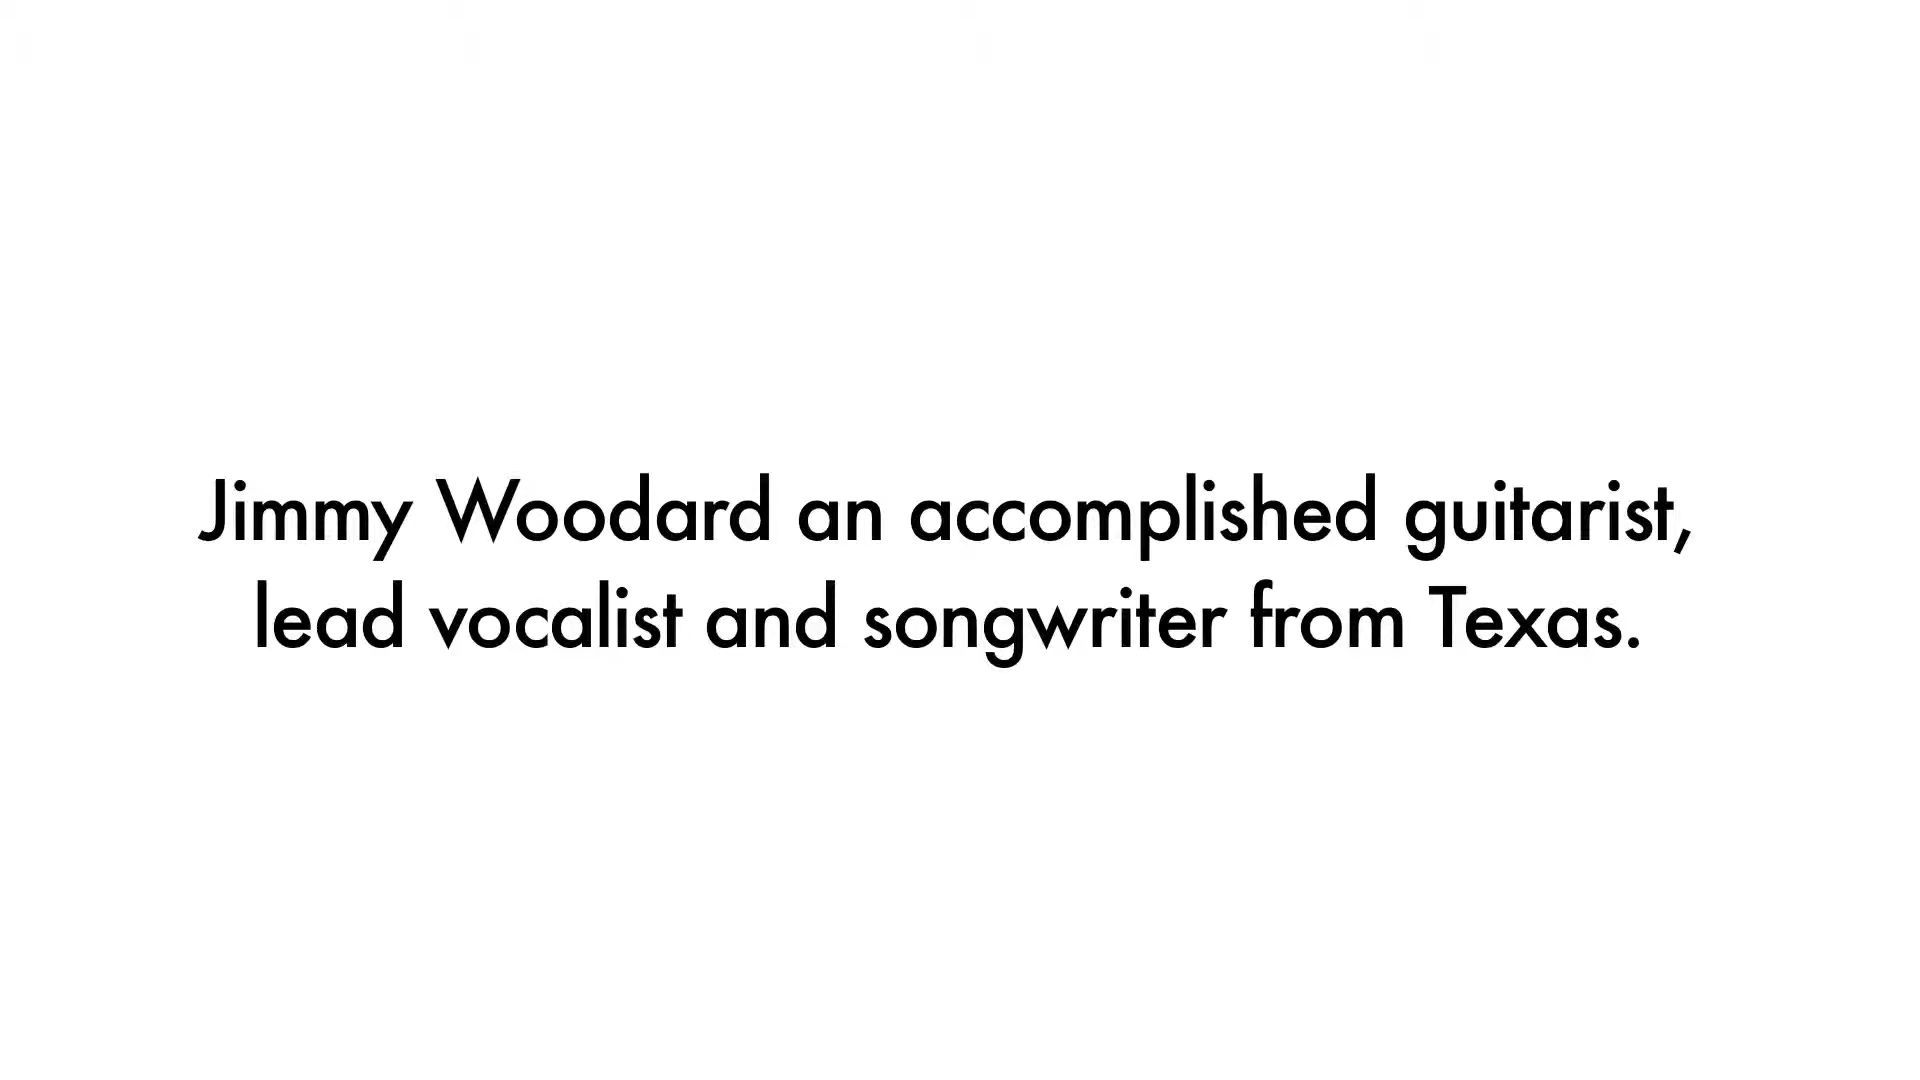 Jimmy Woodard an accomplished guitarist,
lead vocalist and songwriter from Texas.